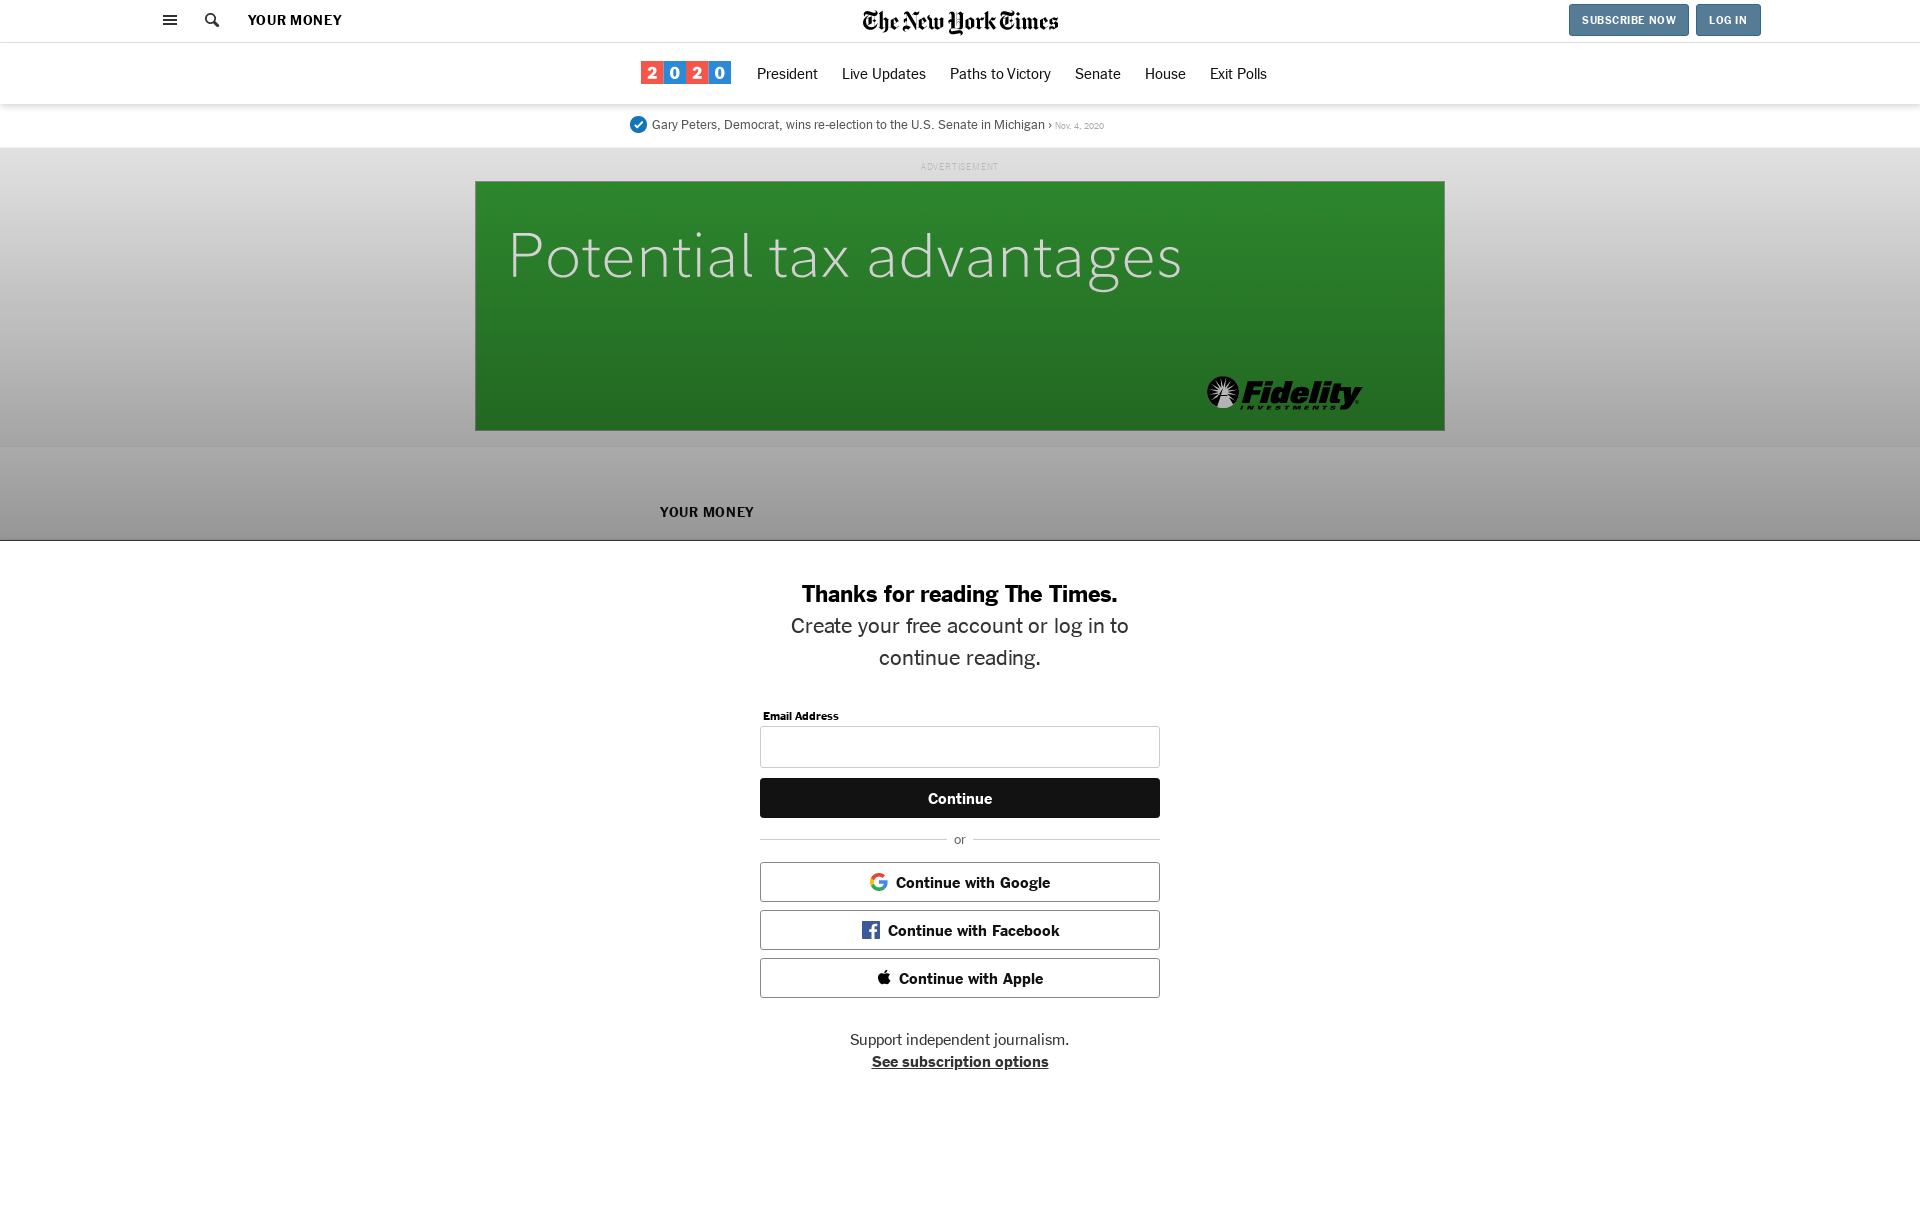 YOUR MONEY
The New York Times
SUBSCRIBE NOW
LOG IN
2020
President
Live Updates
Paths to Victory
Senate
House
Exit Polls
Gary Peters, Democrat, wins re-election to the U.S. Senate in Michigan › Nov. 4, 2020
ADVERTISEMENT
Potential tax advantages
Fidelity
INVESTMENTS
YOUR MONEY
Thanks for reading The Times.
Create your free account or log in to
continue reading.
Email Address
Continue
or
Continue with Google
Continue with Facebook
Continue with Apple
Support independent journalism.
See subscription options